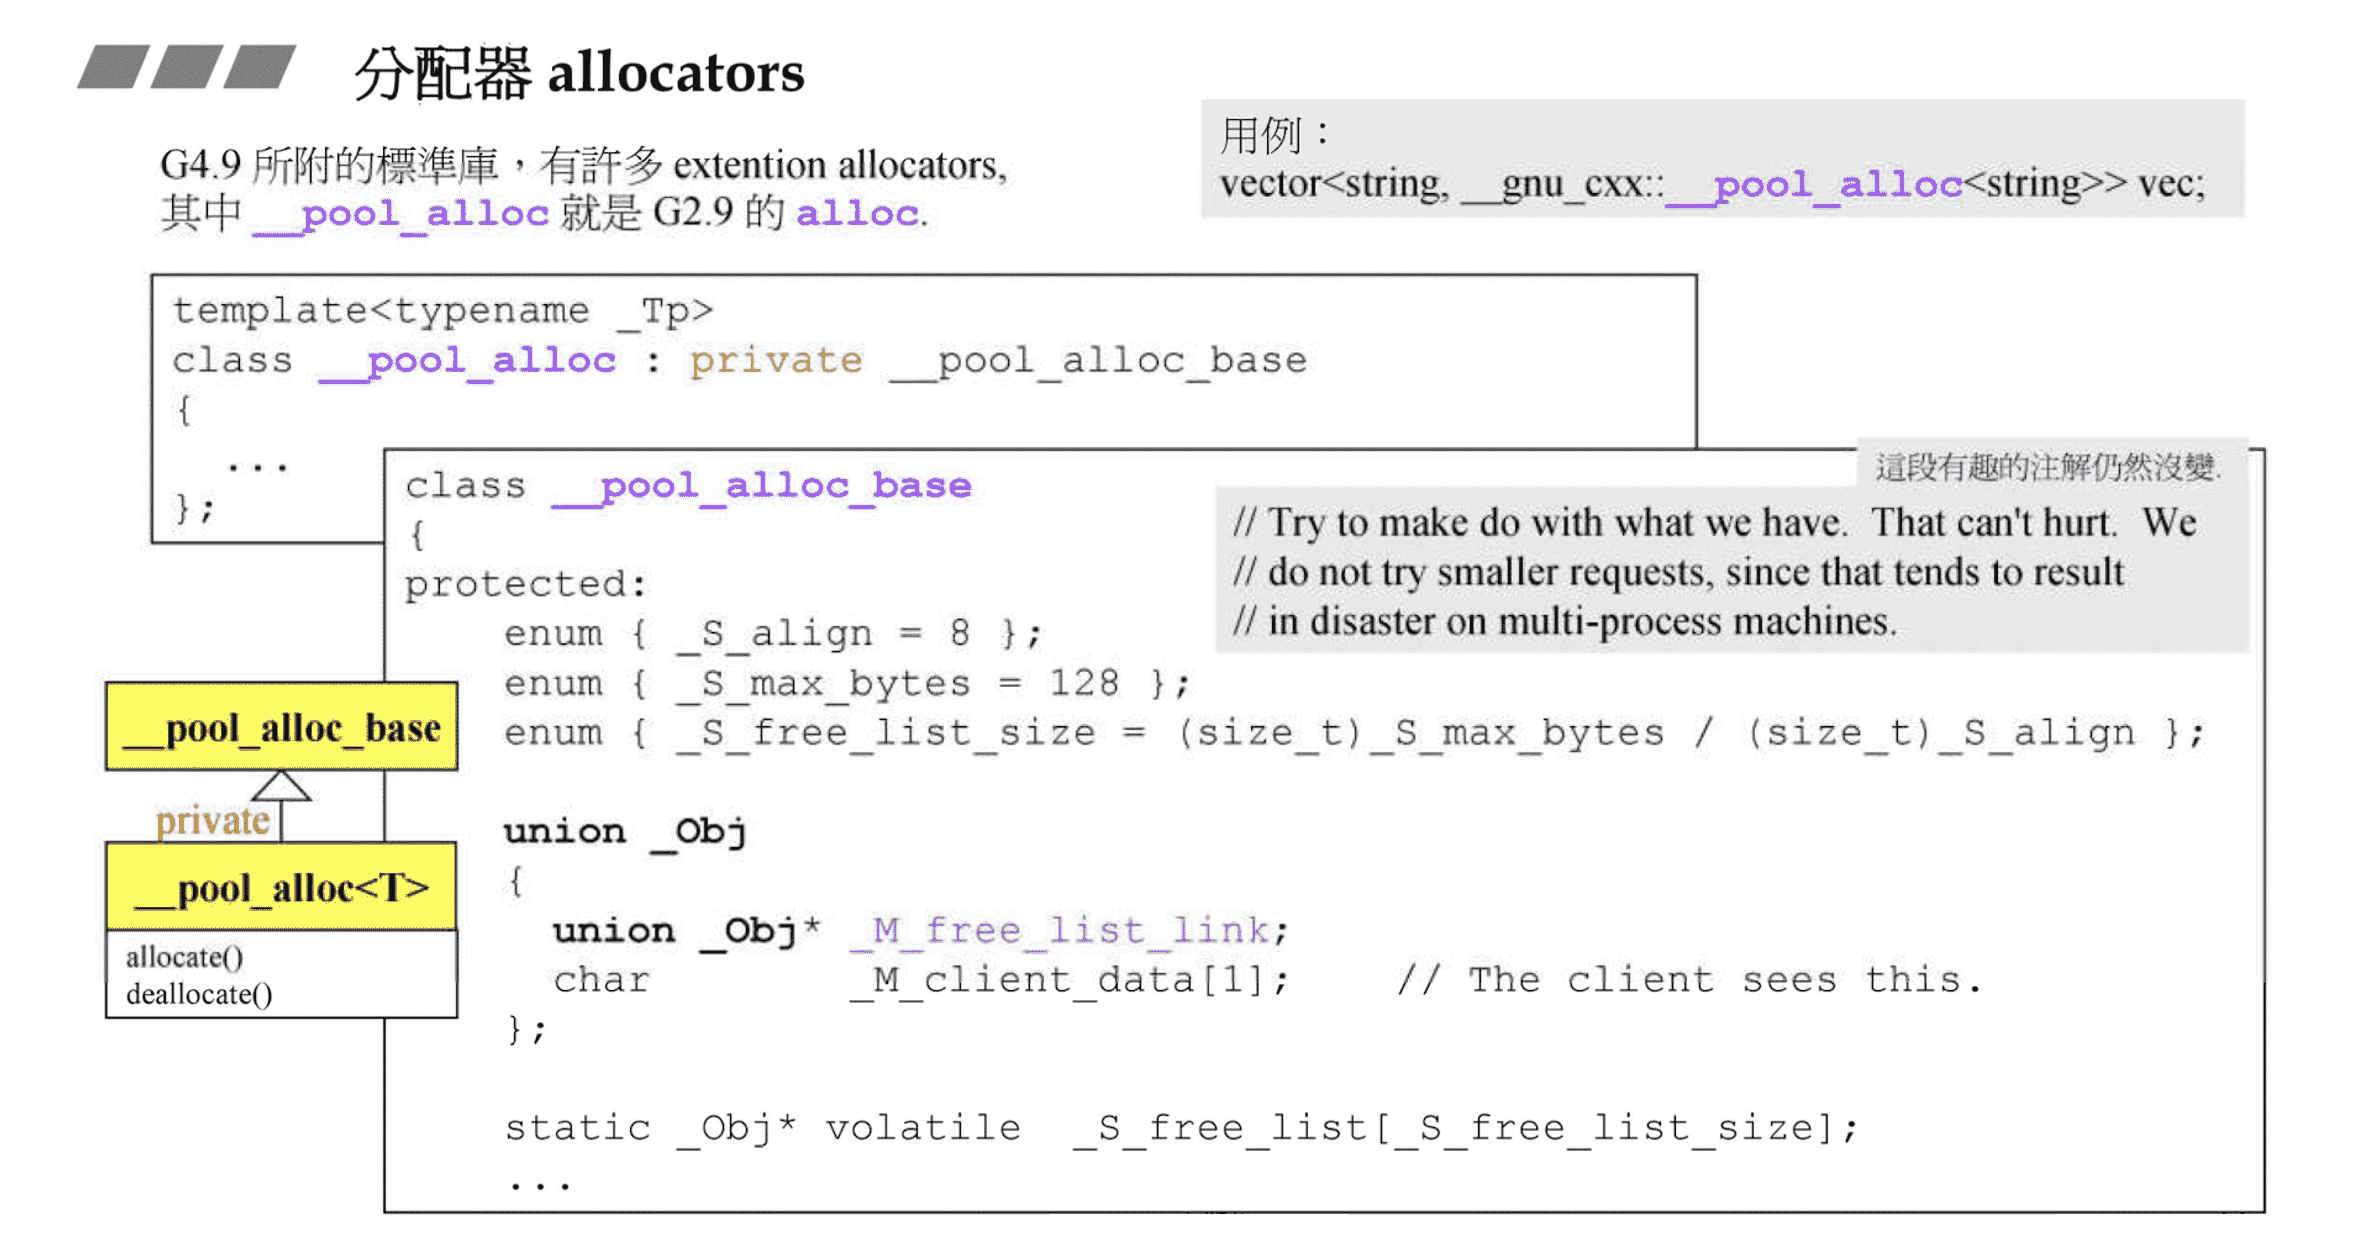 分配器 allocators
G4.9 所附的標準庫，有許多 extention allocators,
其中 __pool_alloc 就是 G2.9 的 alloc.
用例：
vector<string, __gnu_cxx::__pool_alloc<string>> vec;
template<typename _Tp>
class __pool_alloc : private __pool_alloc_base
{
...
};
class __pool_alloc_base
{
protected:
enum { _S_align = 8 };
enum { _S_max_bytes = 128 };
enum { _S_free_list_size = (size_t)_S_max_bytes / (size_t)_S_align };
union _Obj
{
union _Obj* _M_free_list_link;
char _M_client_data[1]; // The client sees this.
};
static _Obj* volatile _S_free_list[_S_free_list_size];
...
這段有趣的注解仍然沒變.
// Try to make do with what we have. That can't hurt. We
// do not try smaller requests, since that tends to result
// in disaster on multi-process machines.
__pool_alloc_base
private
__pool_alloc<T>
allocate()
deallocate()